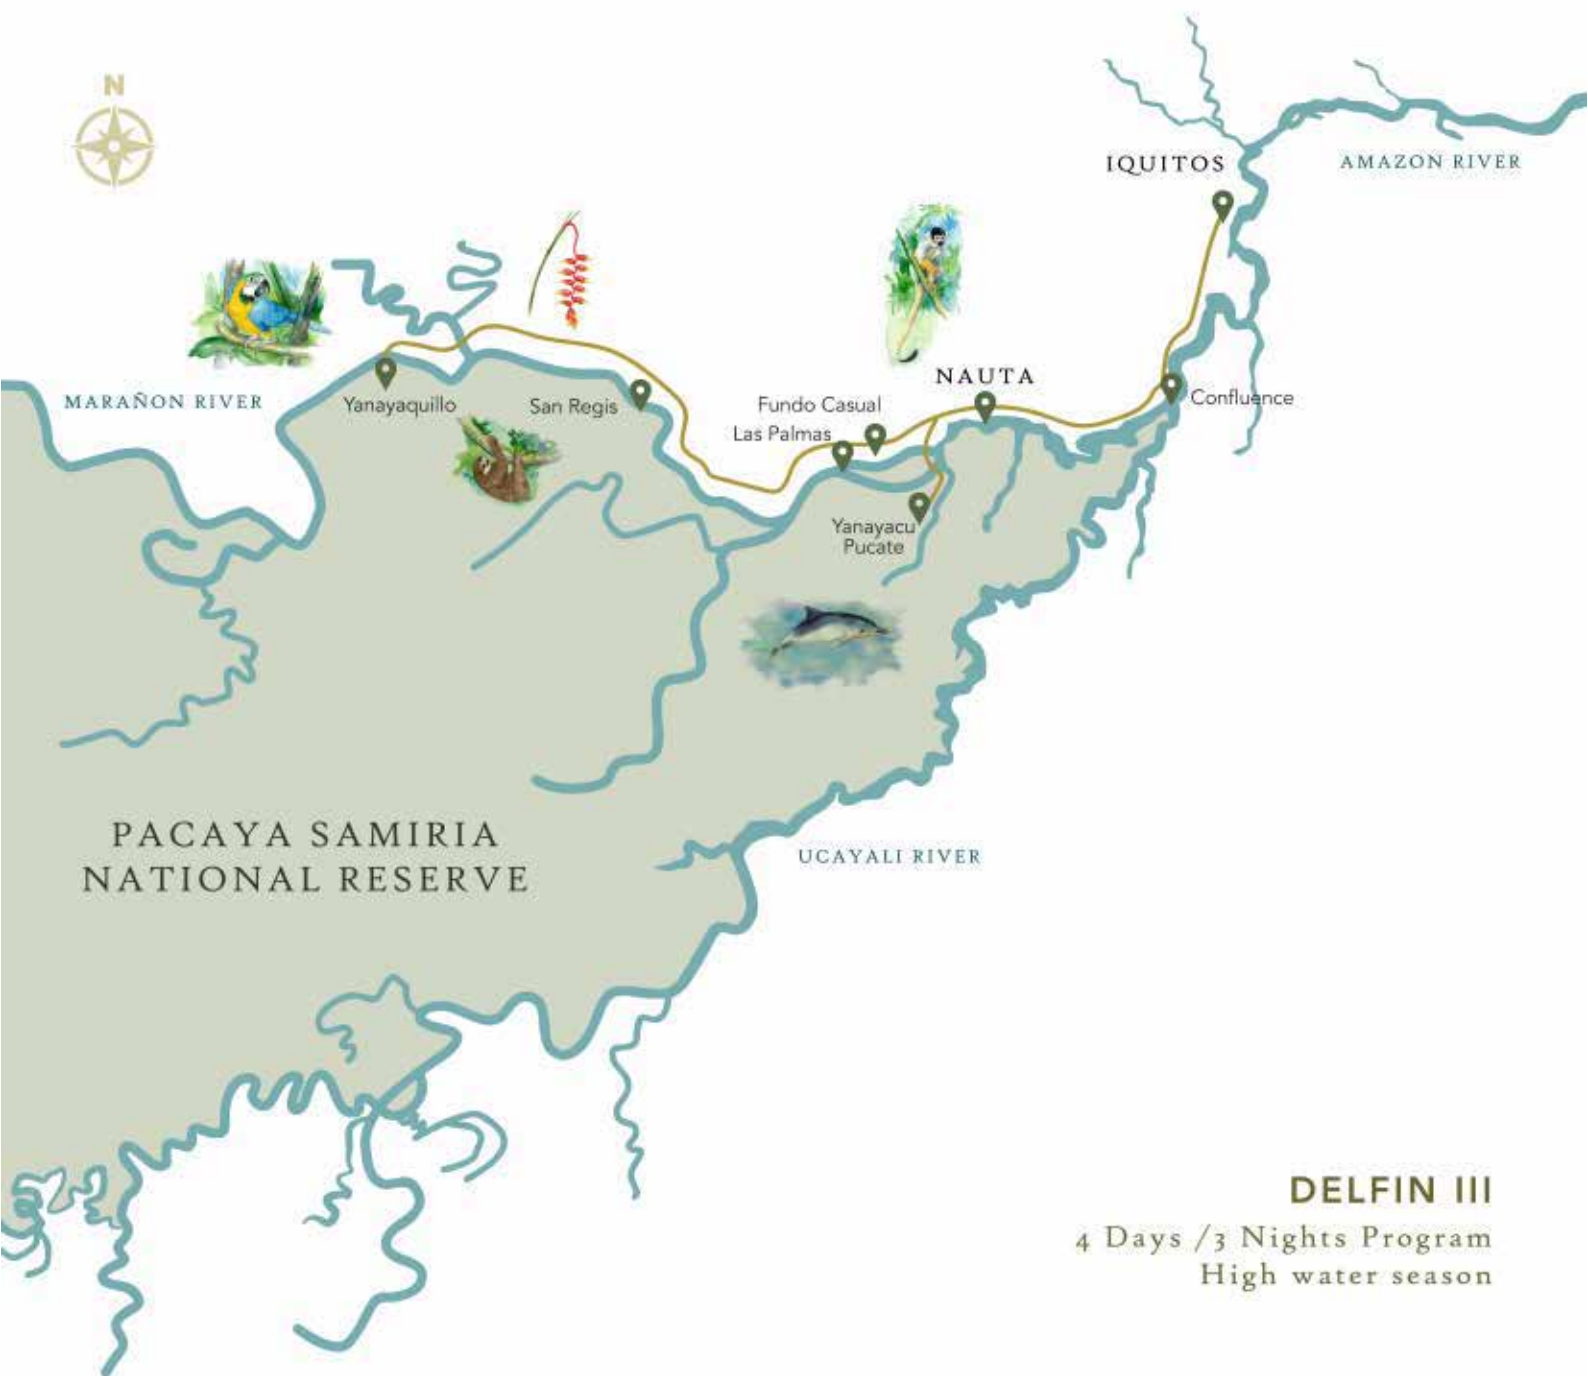 N
IQUITOS
AMAZON RIVER
MARAÑON RIVER
Yanayaquillo
San Regis
Fundo Casual
Las Palmas
NAUTA
Confluence
Yanayacu
Pucate
PACAYA SAMIRIA
NATIONAL RESERVE
UCAYALI RIVER
DELFIN III
4 Days /3 Nights Program
High water season